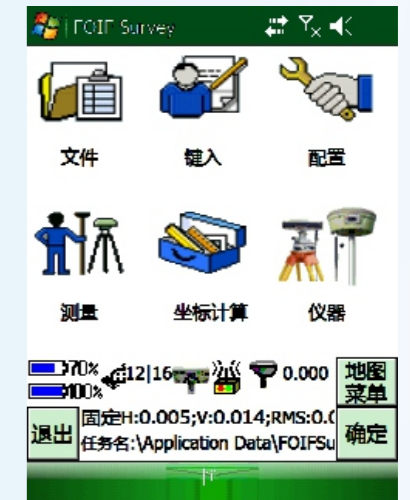 FOIF Survey
文件 键入 配置
测量 坐标计算 仪器
70% 12|16 0.000 地图
100% 菜单
固定H:0.005;V:0.014;RMS:0.0
退出 确定
任务名:\Application Data\FOIFSu